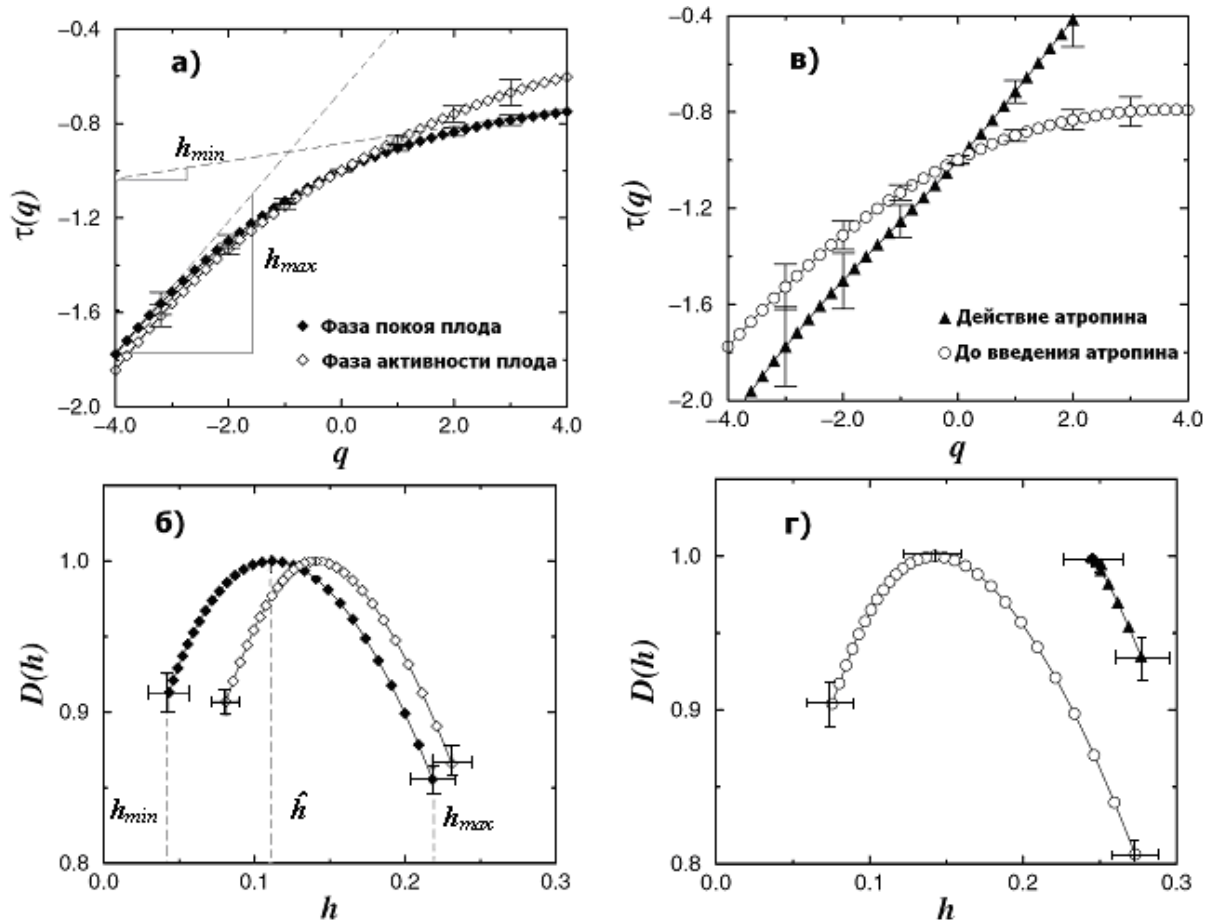 а)
τ(q)
−0.4
−0.8
−1.2
−1.6
−2.0
h_min
h_max
Фаза покоя плода
Фаза активности плода
−4.0 −2.0 0.0 2.0 4.0
q
в)
τ(q)
−0.4
−0.8
−1.2
−1.6
−2.0
Действие атропина
До введения атропина
−4.0 −2.0 0.0 2.0 4.0
q
б)
D(h)
1.0
0.9
0.8
h_min
ĥ
h_max
0.0 0.1 0.2 0.3
h
г)
D(h)
1.0
0.9
0.8
0.0 0.1 0.2 0.3
h